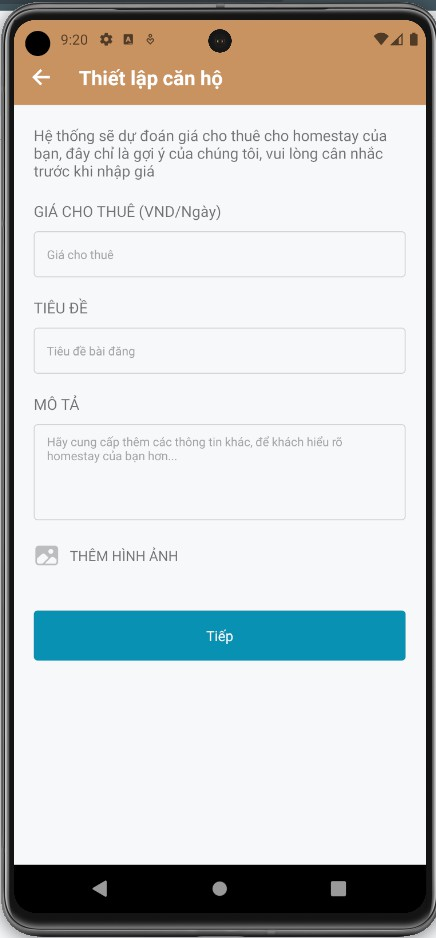 9:20
Thiết lập căn hộ
Hệ thống sẽ dự đoán giá cho thuê cho homestay của
bạn, đây chỉ là gợi ý của chúng tôi, vui lòng cân nhắc
trước khi nhập giá
GIÁ CHO THUÊ (VND/Ngày)
Giá cho thuê
TIÊU ĐỀ
Tiêu đề bài đăng
MÔ TẢ
Hãy cung cấp thêm các thông tin khác, để khách hiểu rõ
homestay của bạn hơn...
THÊM HÌNH ẢNH
Tiếp